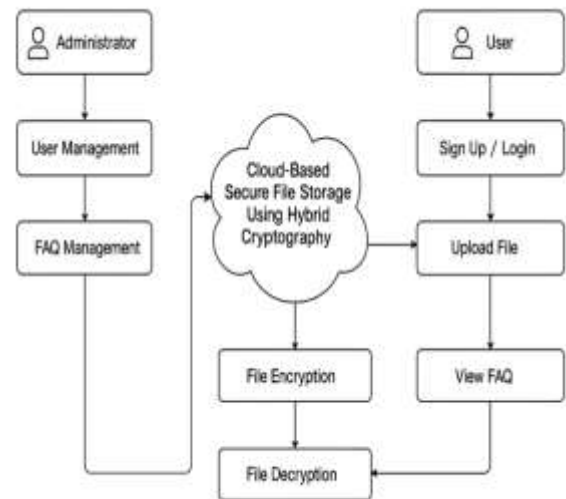 Administrator
User
User Management
Sign Up / Login
Cloud-Based
Secure File Storage
Using Hybrid
Cryptography
FAQ Management
Upload File
File Encryption
View FAQ
File Decryption